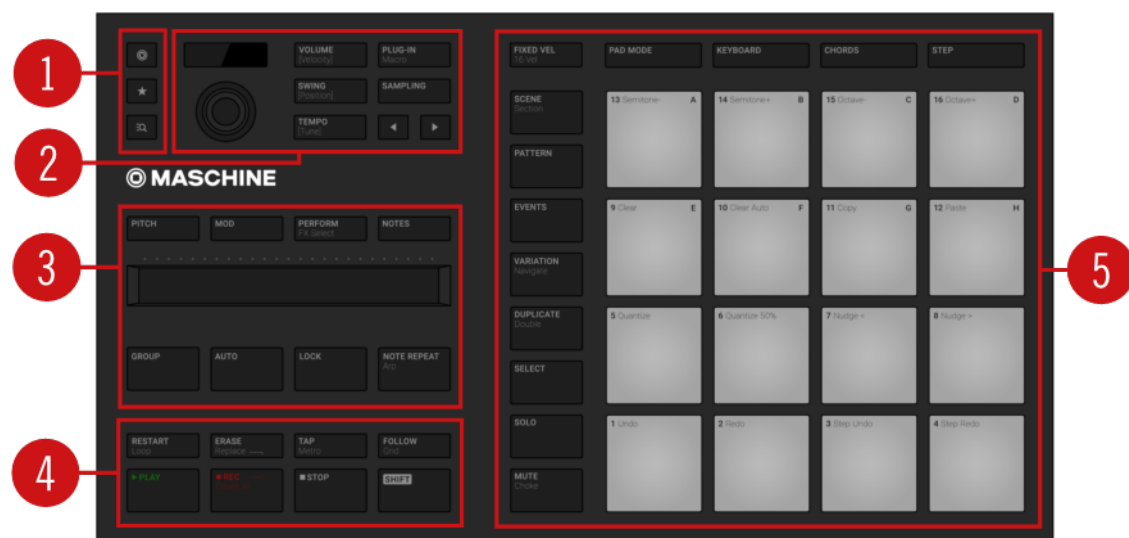 1
2
3
4
5
VOLUME
[Velocity]
PLUG-IN
Macro
SWING
[Position]
SAMPLING
TEMPO
[Tune]
MASCHINE
PITCH
MOD
PERFORM
FX Select
NOTES
GROUP
AUTO
LOCK
NOTE REPEAT
Arp
RESTART
Loop
ERASE
Replace
TAP
Metro
FOLLOW
Grid
PLAY
REC
STOP
SHIFT
FIXED VEL
16 Vel
PAD MODE
KEYBOARD
CHORDS
STEP
SCENE
Section
PATTERN
EVENTS
VARIATION
Navigate
DUPLICATE
Double
SELECT
SOLO
MUTE
Choke
13 Semitone- A
14 Semitone+ B
15 Octave- C
16 Octave+ D
9 Clear E
10 Clear Auto F
11 Copy G
12 Paste H
5 Quantize
6 Quantize 50%
7 Nudge <
8 Nudge >
1 Undo
2 Redo
3 Step Undo
4 Step Redo